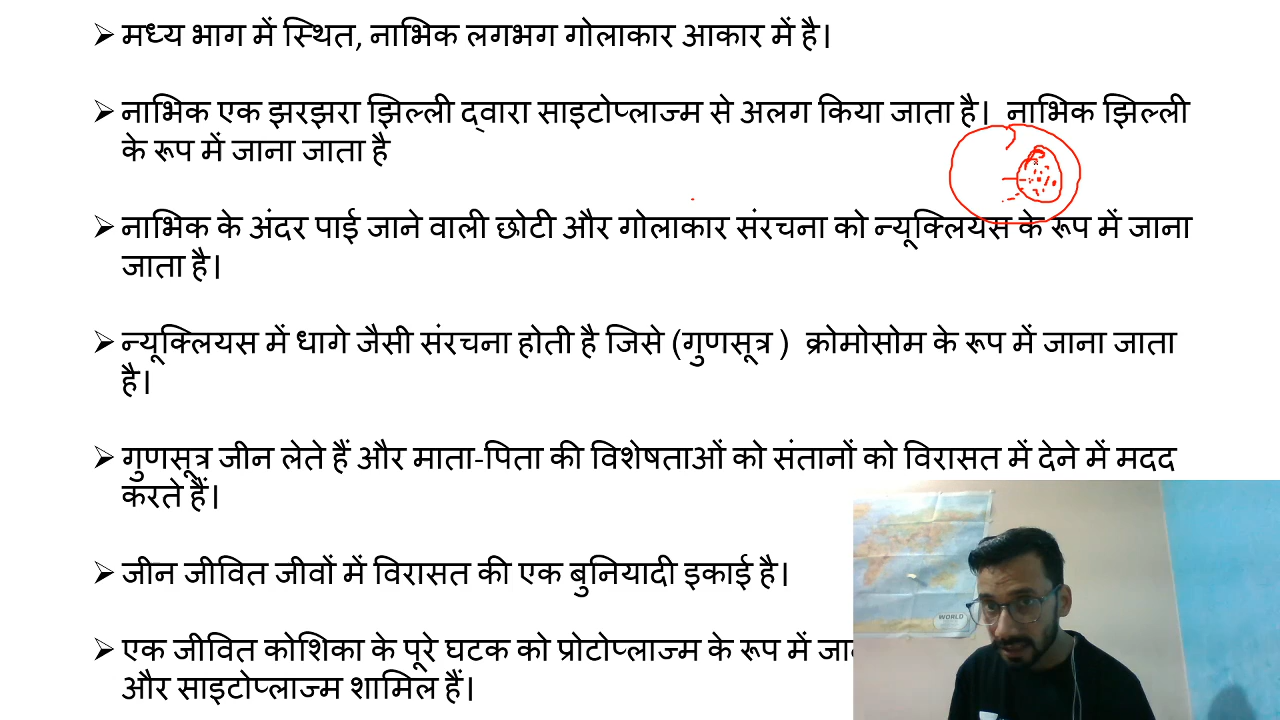 ➢ मध्य भाग में स्थित, नाभिक लगभग गोलाकार आकार में है।
➢ नाभिक एक झरझरा झिल्ली द्वारा साइटोप्लाज्म से अलग किया जाता है। नाभिक झिल्ली
के रूप में जाना जाता है
➢ नाभिक के अंदर पाई जाने वाली छोटी और गोलाकार संरचना को न्यूक्लियस के रूप में जाना
जाता है।
➢ न्यूक्लियस में धागे जैसी संरचना होती है जिसे (गुणसूत्र ) क्रोमोसोम के रूप में जाना जाता
है।
➢ गुणसूत्र जीन लेते हैं और माता-पिता की विशेषताओं को संतानों को विरासत में देने में मदद
करते हैं।
➢ जीन जीवित जीवों में विरासत की एक बुनियादी इकाई है।
➢ एक जीवित कोशिका के पूरे घटक को प्रोटोप्लाज्म के रूप में
और साइटोप्लाज्म शामिल हैं।
WORLD